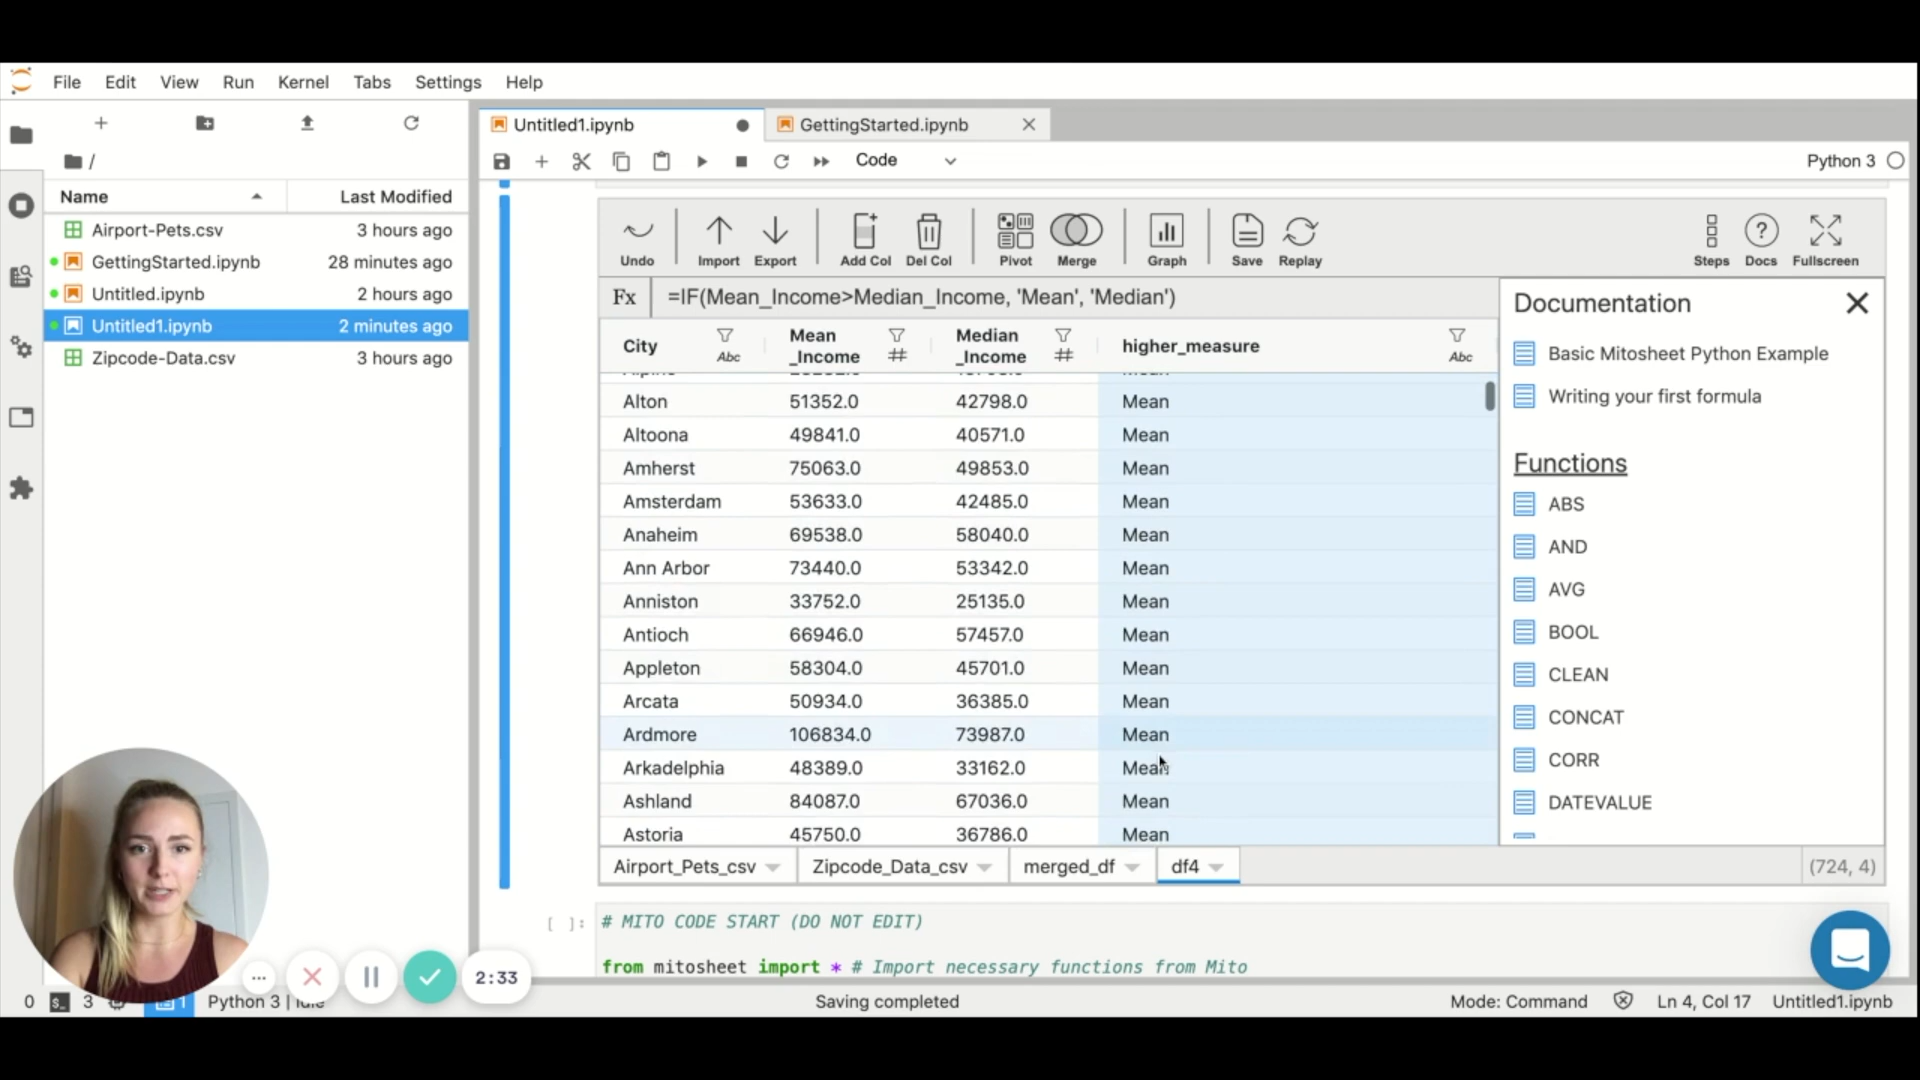 File Edit View Run Kernel Tabs Settings Help
Untitled1.ipynb
GettingStarted.ipynb
/
Code
Python 3
Name Last Modified
Airport-Pets.csv 3 hours ago
GettingStarted.ipynb 28 minutes ago
Untitled.ipynb 2 hours ago
Untitled1.ipynb 2 minutes ago
Zipcode-Data.csv 3 hours ago
Undo Import Export Add Col Del Col Pivot Merge Graph Save Replay Steps Docs Fullscreen
Fx =IF(Mean_Income>Median_Income, 'Mean', 'Median')
City Abc Mean _Income # Median _Income # higher_measure Abc
Alton 51352.0 42798.0 Mean
Altoona 49841.0 40571.0 Mean
Amherst 75063.0 49853.0 Mean
Amsterdam 53633.0 42485.0 Mean
Anaheim 69538.0 58040.0 Mean
Ann Arbor 73440.0 53342.0 Mean
Anniston 33752.0 25135.0 Mean
Antioch 66946.0 57457.0 Mean
Appleton 58304.0 45701.0 Mean
Arcata 50934.0 36385.0 Mean
Ardmore 106834.0 73987.0 Mean
Arkadelphia 48389.0 33162.0 Mean
Ashland 84087.0 67036.0 Mean
Astoria 45750.0 36786.0 Mean
Airport_Pets_csv Zipcode_Data_csv merged_df df4 (724, 4)
Documentation
Basic Mitosheet Python Example
Writing your first formula
Functions
ABS
AND
AVG
BOOL
CLEAN
CONCAT
CORR
DATEVALUE
[ ]: # MITO CODE START (DO NOT EDIT)
from mitosheet import * # Import necessary functions from Mito
2:33
0 $_ 3 1 Python 3 | Idle Saving completed Mode: Command Ln 4, Col 17 Untitled1.ipynb